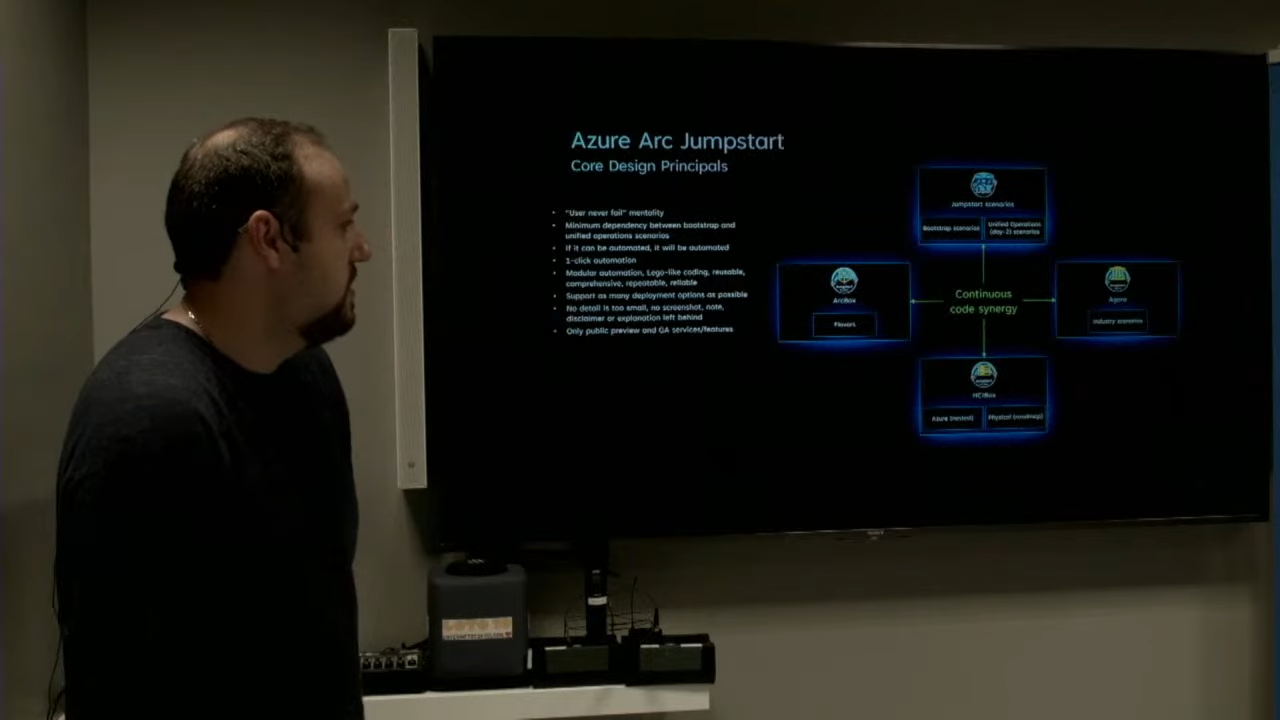 Azure Arc Jumpstart
Core Design Principals
• "User never fail" mentality
• Minimum dependency between bootstrap and
unified operations scenarios
• If it can be automated, it will be automated
• 1-click automation
• Modular automation, Lego-like coding, reusable,
comprehensive, repeatable, reliable
• Support as many deployment options as possible
• No detail is too small, no screenshot, note,
disclaimer or explanation left behind
• Only public preview and GA services/features
Jumpstart scenarios
Bootstrap scenarios
Unified Operations
(day-2) scenarios
ArcBox
Flavors
Continuous
code synergy
Agora
Industry scenarios
HCIBox
Azure (nested)
Physical (roadmap)